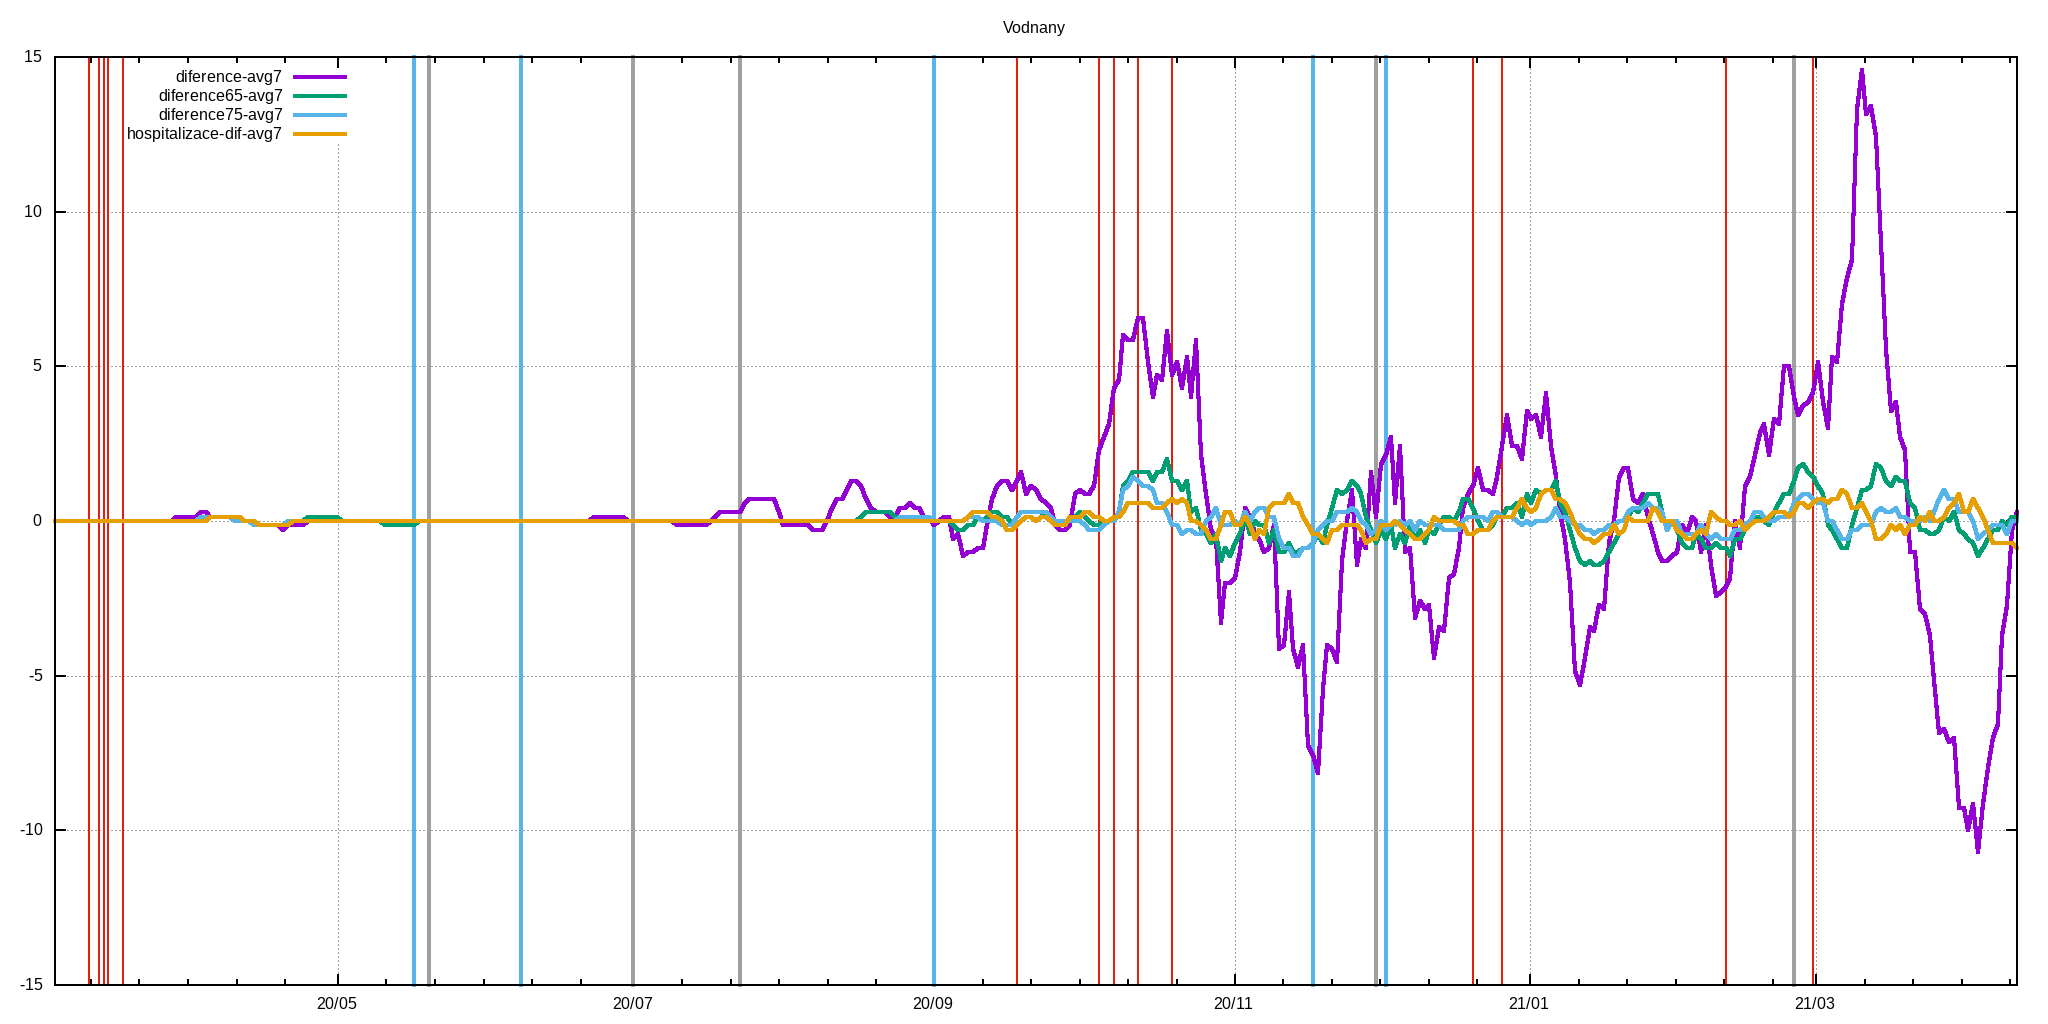 Vodnany
15
diference-avg7
diference65-avg7
diference75-avg7
hospitalizace-dif-avg7
10
5
0
-5
-10
-15
20/05 20/07 20/09 20/11 21/01 21/03